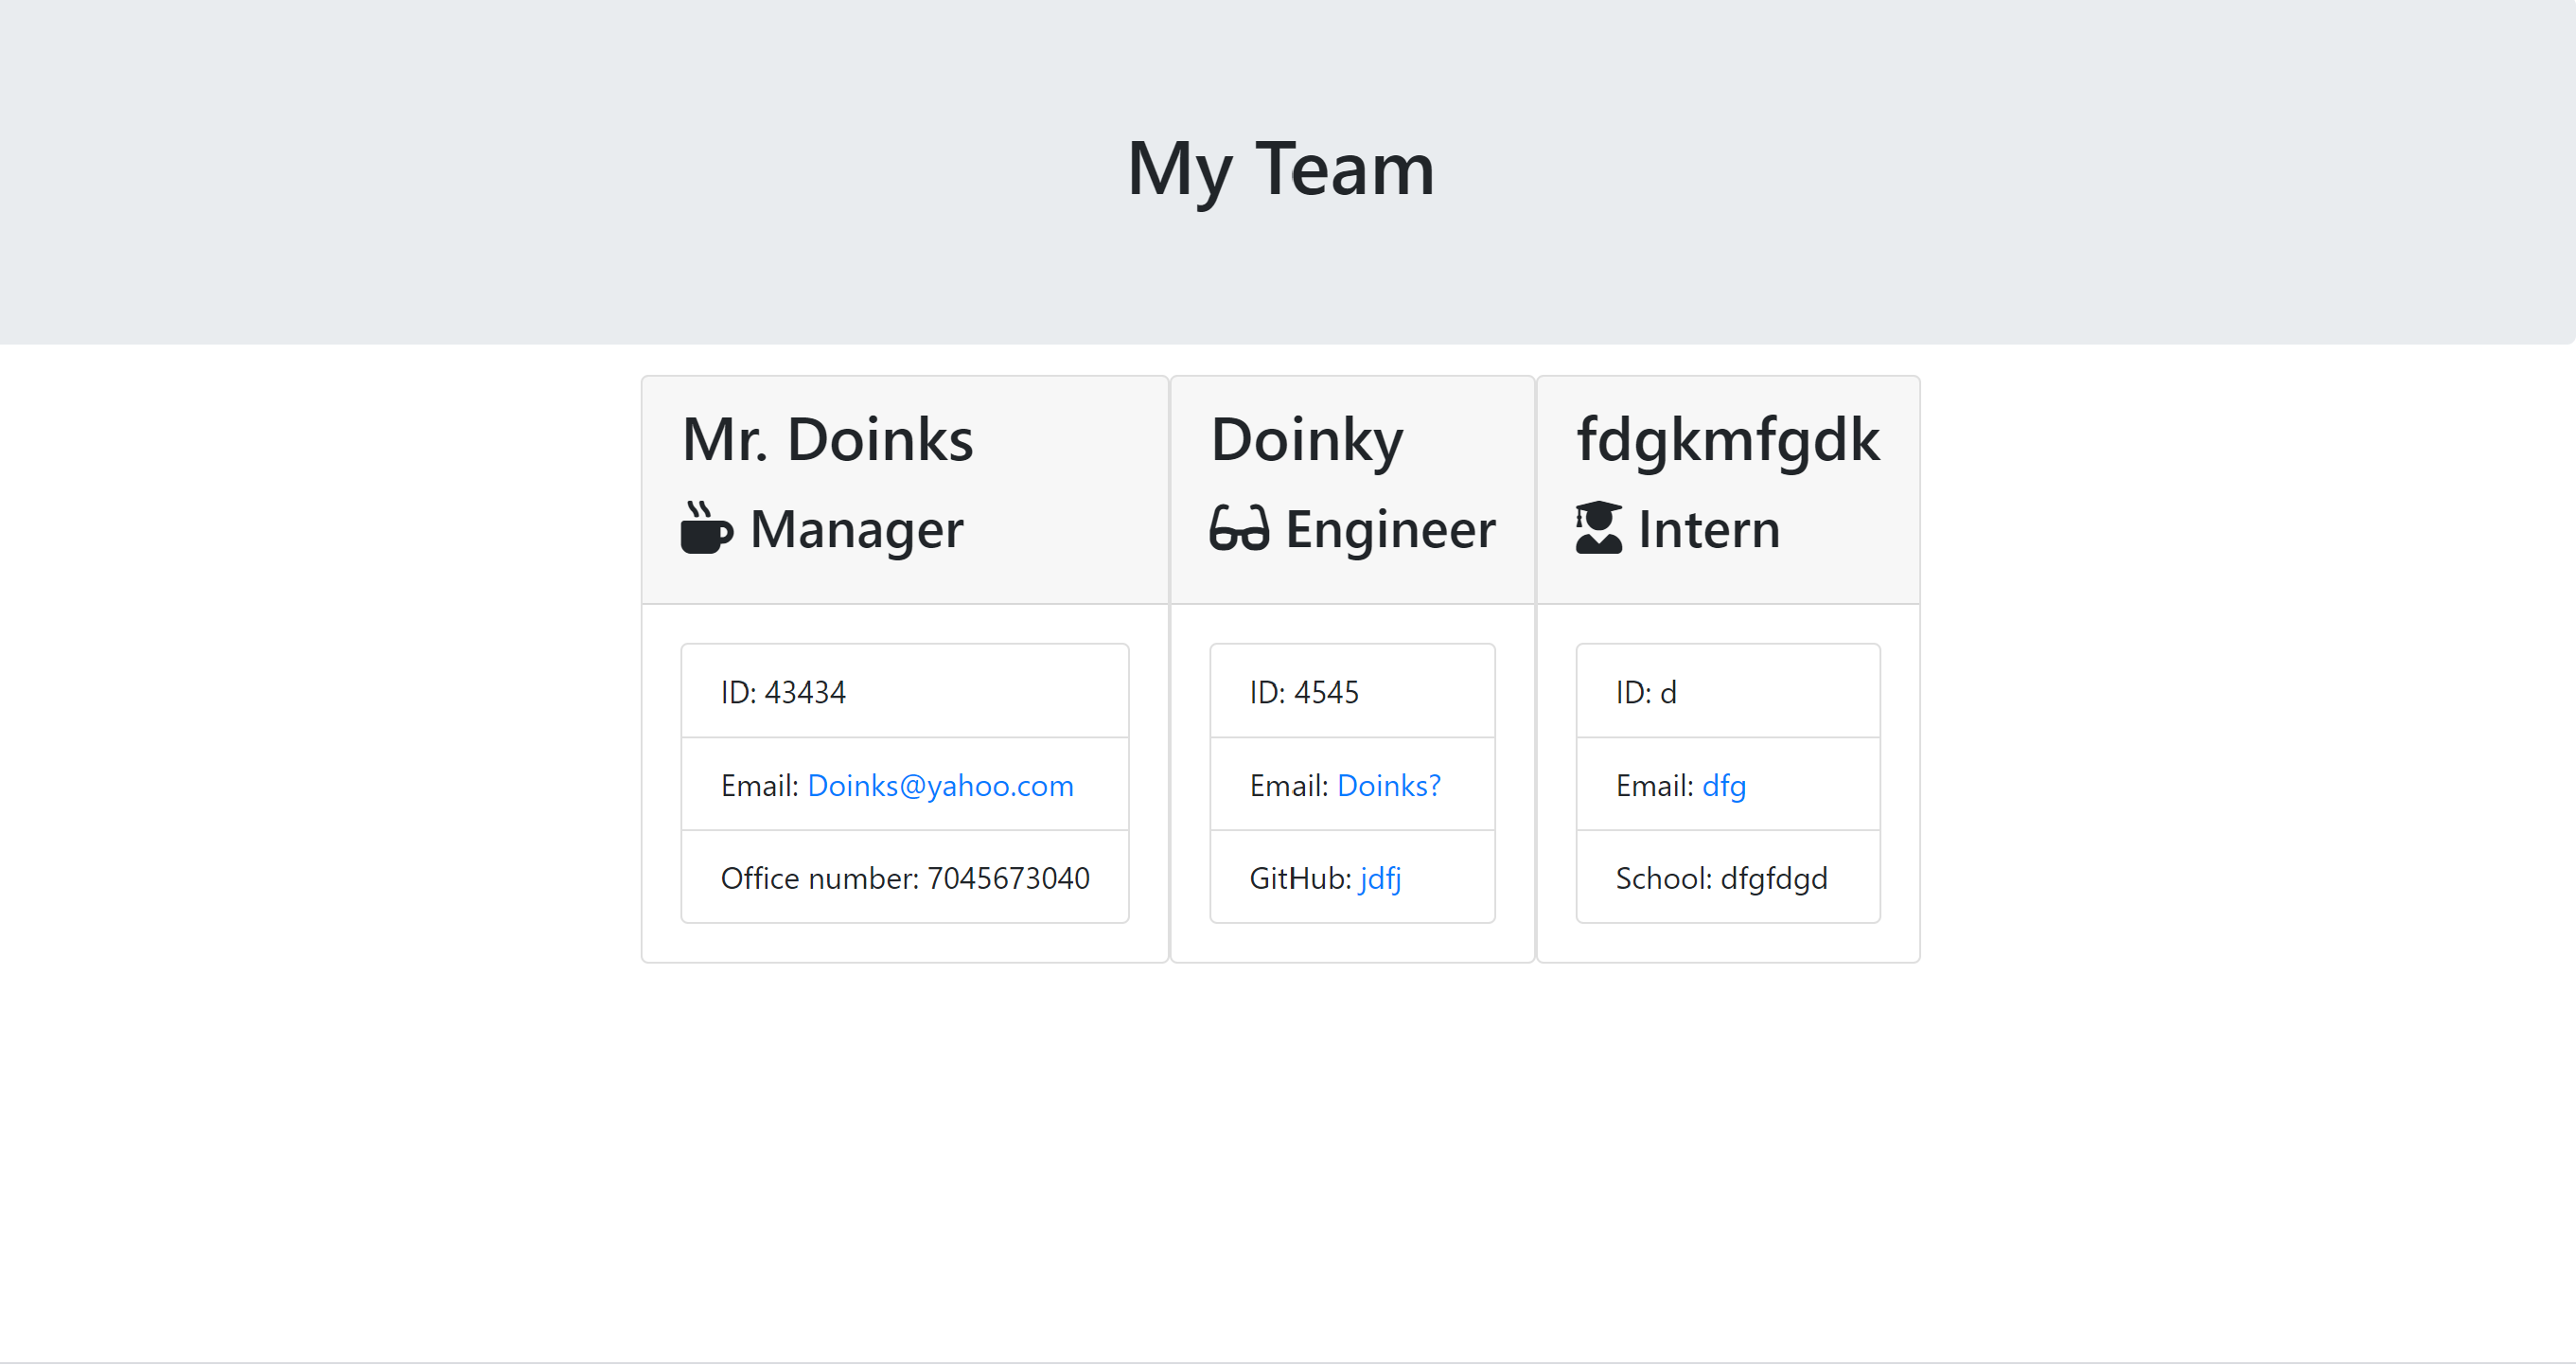 My Team
Mr. Doinks
Manager
ID: 43434
Email: Doinks@yahoo.com
Office number: 7045673040
Doinky
Engineer
ID: 4545
Email: Doinks?
GitHub: jdfj
fdgkmfgdk
Intern
ID: d
Email: dfg
School: dfgfdgd